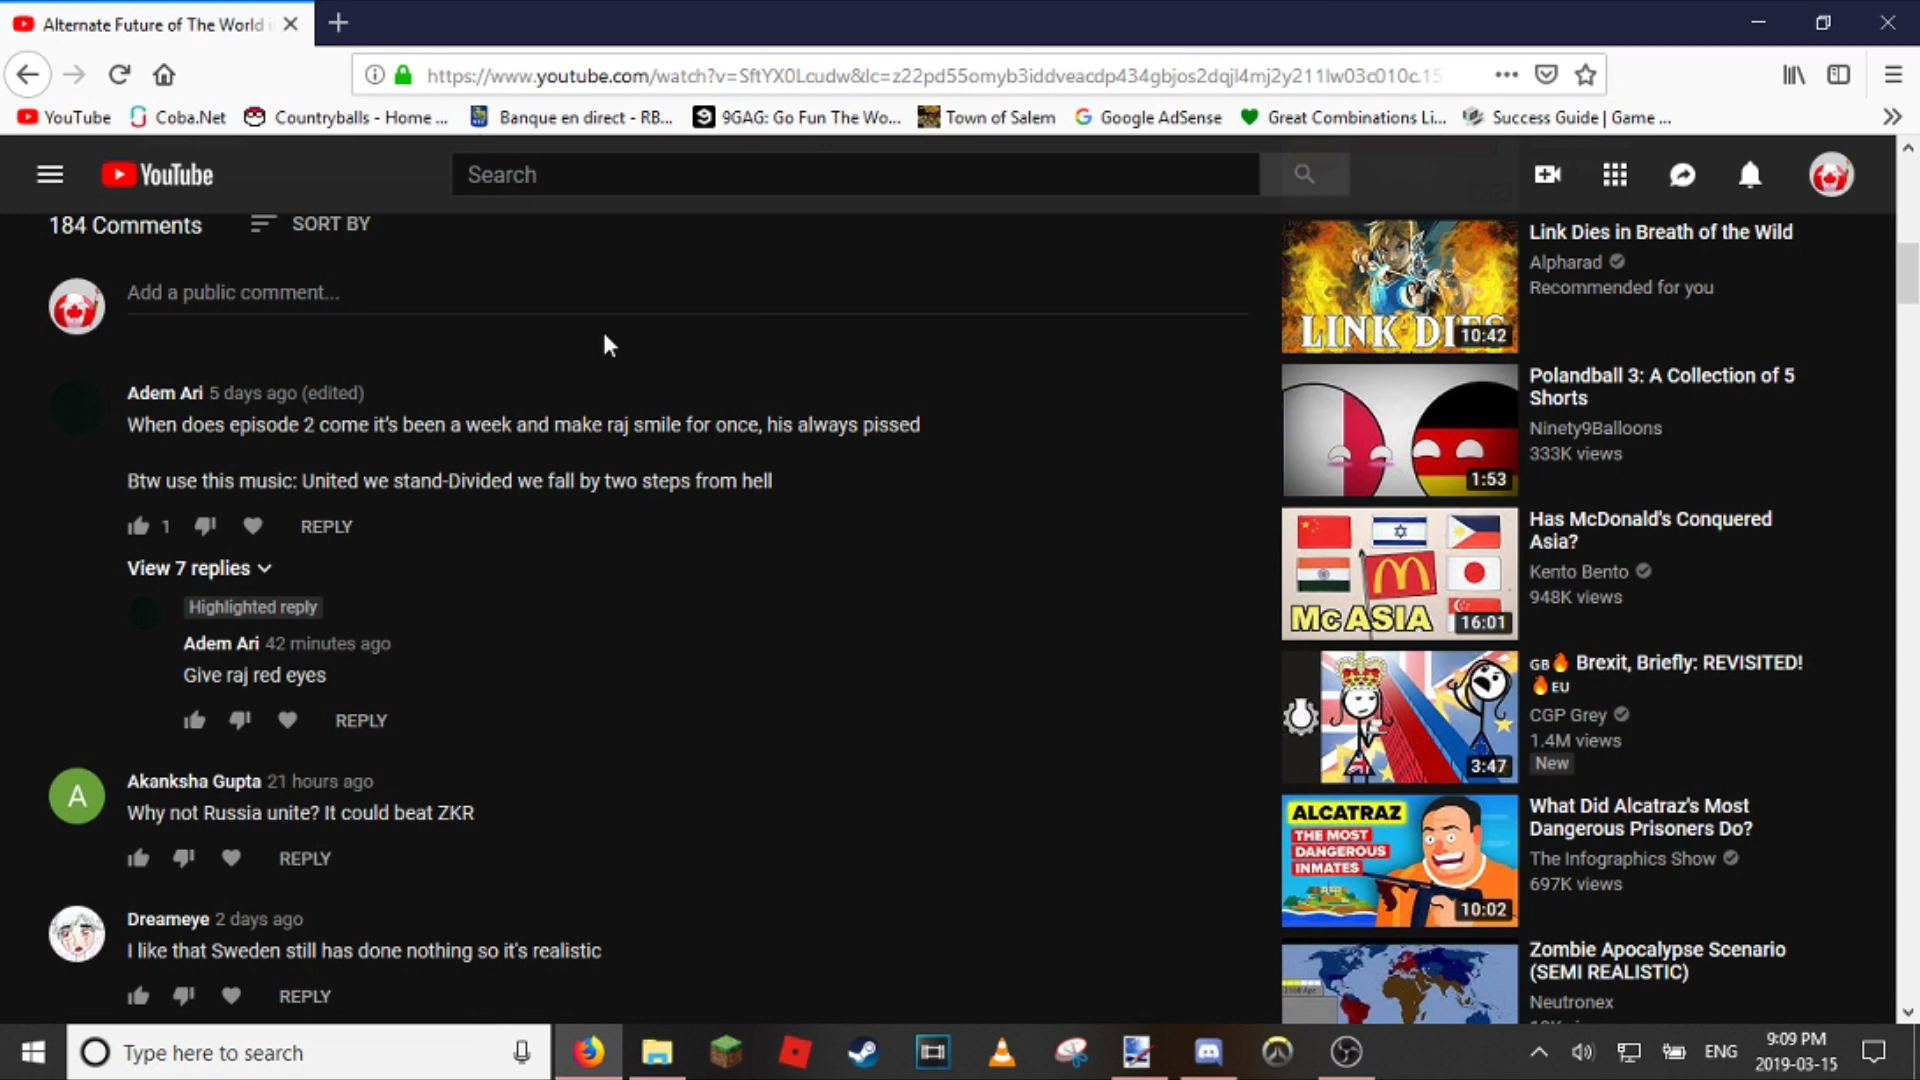 Alternate Future of The World i
https://www.youtube.com/watch?v=SftYX0Lcudw&lc=z22pd55omyb3iddveacdp434gbjos2dqjl4mj2y211lw03c010c.15
YouTube
Coba.Net
Countryballs - Home ...
Banque en direct - RB...
9GAG: Go Fun The Wo...
Town of Salem
Google AdSense
Great Combinations Li...
Success Guide | Game ...
YouTube
Search
184 Comments
SORT BY
Add a public comment...
Adem Ari 5 days ago (edited)
When does episode 2 come it's been a week and make raj smile for once, his always pissed
Btw use this music: United we stand-Divided we fall by two steps from hell
1
REPLY
View 7 replies
Highlighted reply
Adem Ari 42 minutes ago
Give raj red eyes
REPLY
A
Akanksha Gupta 21 hours ago
Why not Russia unite? It could beat ZKR
REPLY
Dreameye 2 days ago
I like that Sweden still has done nothing so it's realistic
REPLY
LINK DIES
10:42
Link Dies in Breath of the Wild
Alpharad
Recommended for you
1:53
Polandball 3: A Collection of 5
Shorts
Ninety9Balloons
333K views
Mc ASIA
16:01
Has McDonald's Conquered
Asia?
Kento Bento
948K views
3:47
GB Brexit, Briefly: REVISITED!
EU
CGP Grey
1.4M views
New
ALCATRAZ
THE MOST
DANGEROUS
INMATES
10:02
What Did Alcatraz's Most
Dangerous Prisoners Do?
The Infographics Show
697K views
Zombie Apocalypse Scenario
(SEMI REALISTIC)
Neutronex
Type here to search
ENG
9:09 PM
2019-03-15